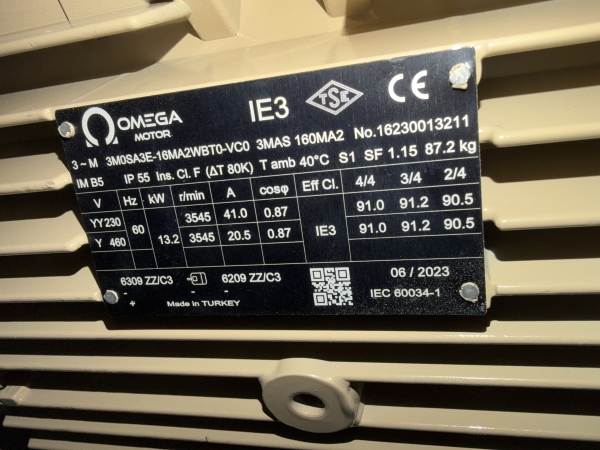 OMEGA MOTOR IE3 TSE CE
3 ~ M 3M0SA3E-16MA2WBT0-VC0 3MAS 160MA2 No.16230013211
IM B5 IP 55 Ins. Cl. F (ΔT 80K) T amb 40°C S1 SF 1.15 87.2 kg
V Hz kW r/min A cosφ Eff Cl. 4/4 3/4 2/4
YY 230 60 13.2 3545 41.0 0.87 IE3 91.0 91.2 90.5
Y 460 3545 20.5 0.87 91.0 91.2 90.5
6309 ZZ/C3 6209 ZZ/C3 06 / 2023
- -
+ Made in TURKEY IEC 60034-1